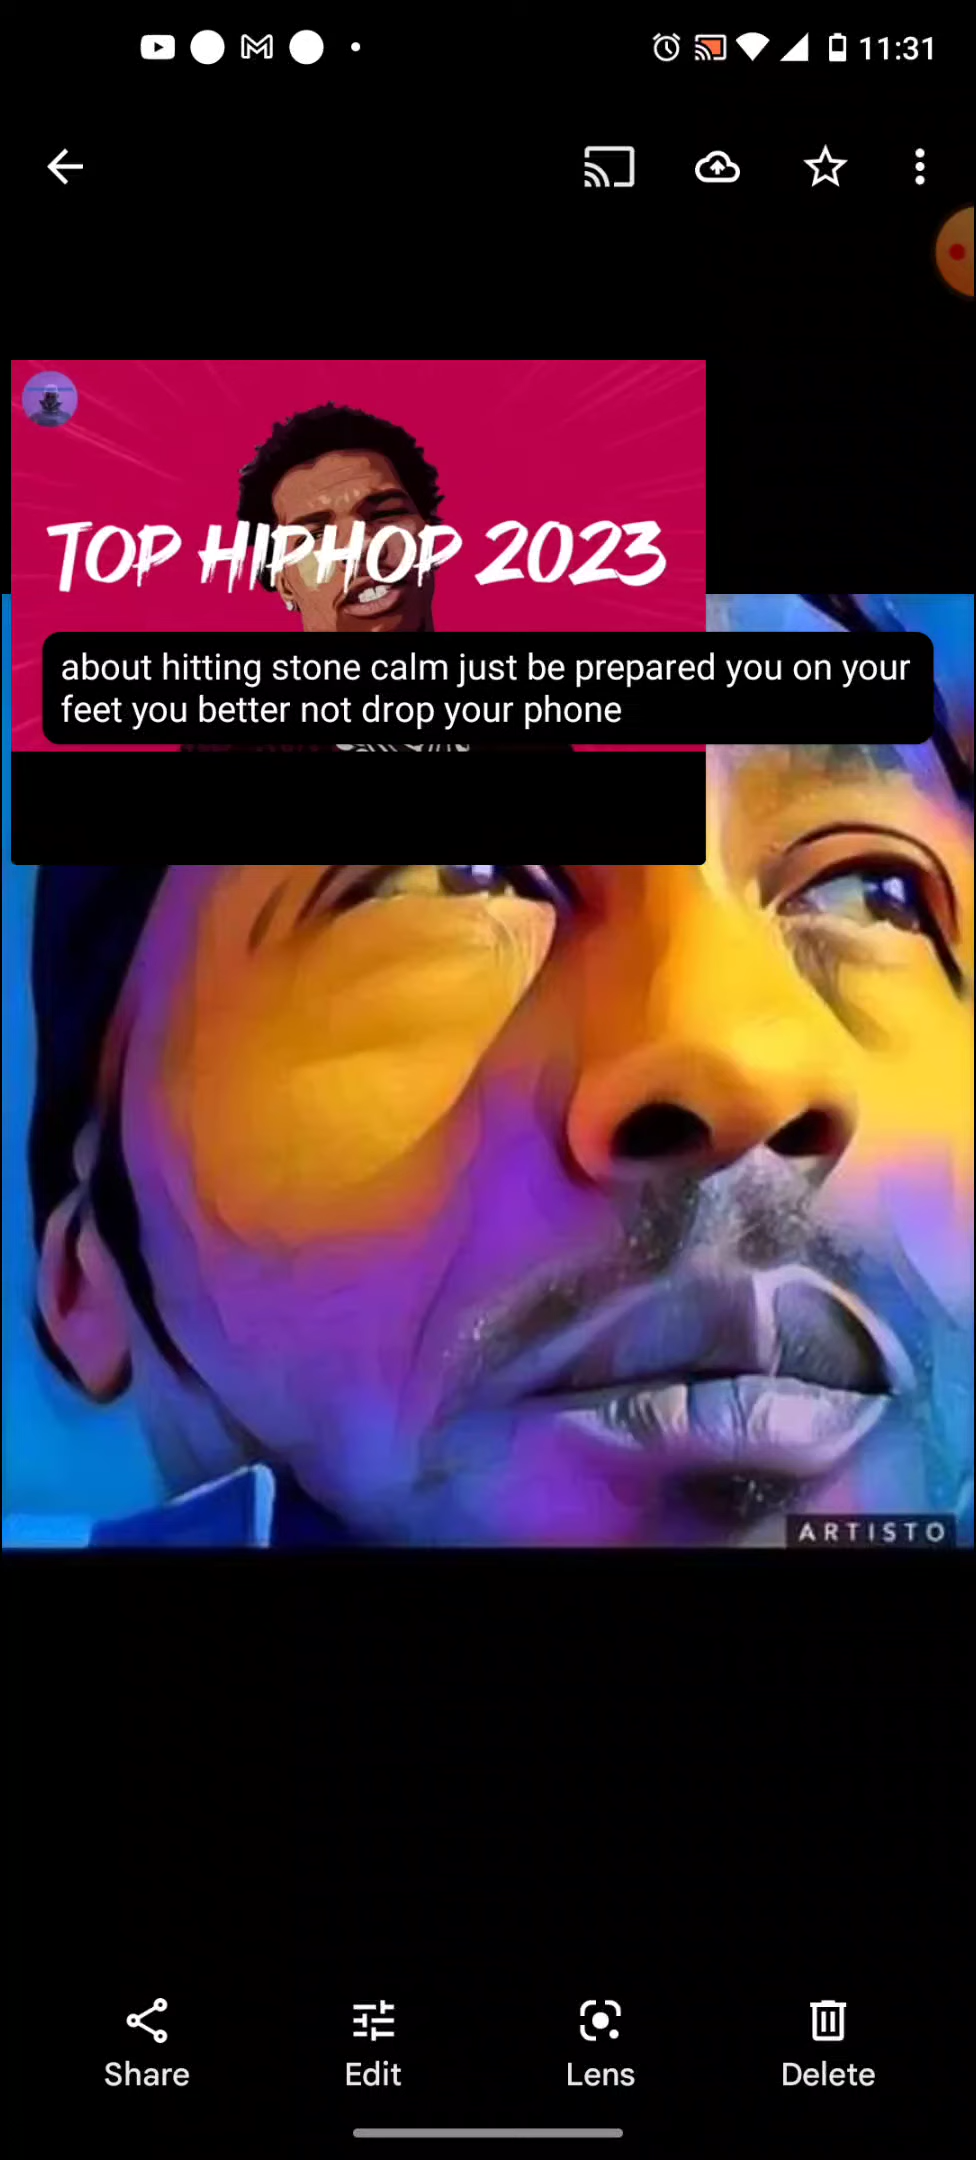 11:31
TOP HIPHOP 2023
about hitting stone calm just be prepared you on your
feet you better not drop your phone
ARTISTO
Share
Edit
Lens
Delete